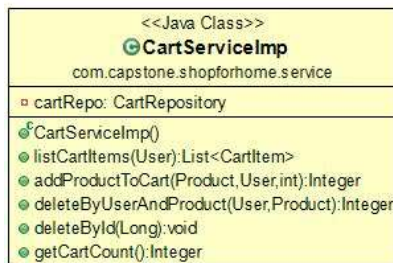 <<Java Class>>
CartServiceImp
com.capstone.shopforhome.service
cartRepo: CartRepository
CartServiceImp()
listCartItems(User):List<CartItem>
addProductToCart(Product,User,int):Integer
deleteByUserAndProduct(User,Product):Integer
deleteById(Long):void
getCartCount():Integer